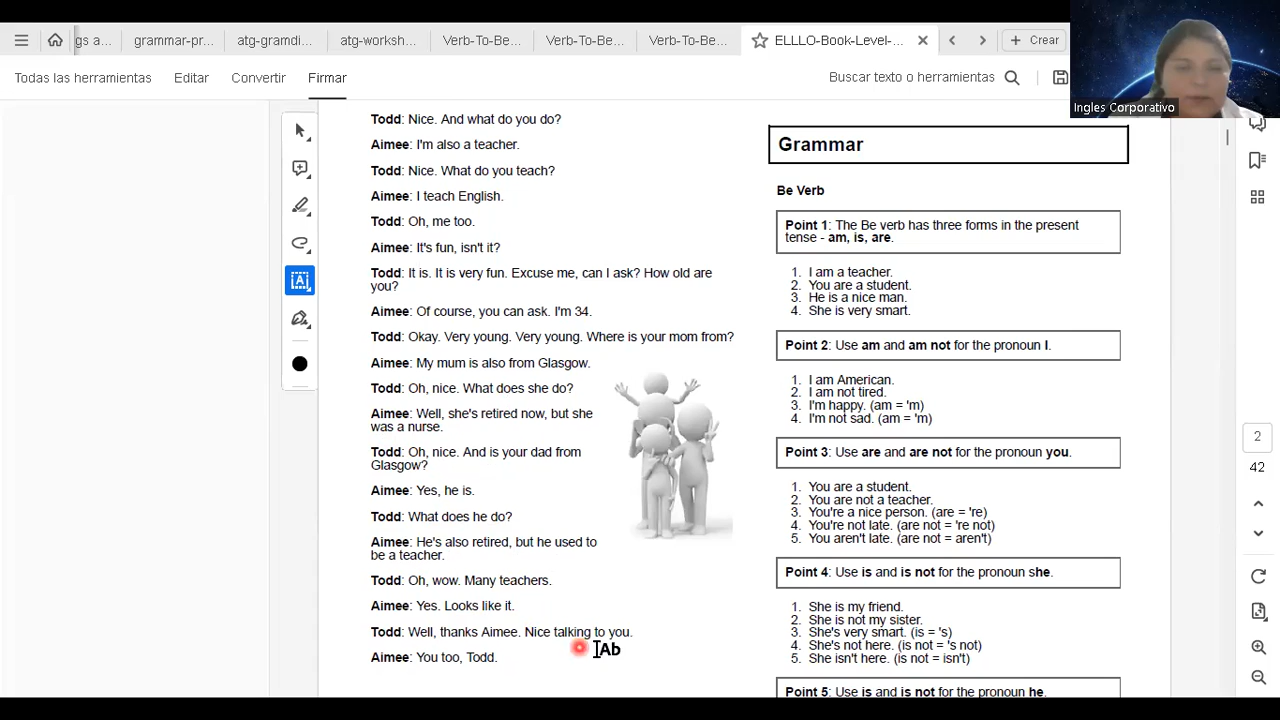 gs a...
grammar-pr...
atg-gramdi...
atg-worksh...
Verb-To-Be...
Verb-To-Be...
Verb-To-Be...
ELLLO-Book-Level-...
Crear
Todas las herramientas
Editar
Convertir
Firmar
Buscar texto o herramientas
Ingles Corporativo
Todd: Nice. And what do you do?
Aimee: I'm also a teacher.
Todd: Nice. What do you teach?
Aimee: I teach English.
Todd: Oh, me too.
Aimee: It's fun, isn't it?
Todd: It is. It is very fun. Excuse me, can I ask? How old are
you?
Aimee: Of course, you can ask. I'm 34.
Todd: Okay. Very young. Very young. Where is your mom from?
Aimee: My mum is also from Glasgow.
Todd: Oh, nice. What does she do?
Aimee: Well, she's retired now, but she
was a nurse.
Todd: Oh, nice. And is your dad from
Glasgow?
Aimee: Yes, he is.
Todd: What does he do?
Aimee: He's also retired, but he used to
be a teacher.
Todd: Oh, wow. Many teachers.
Aimee: Yes. Looks like it.
Todd: Well, thanks Aimee. Nice talking to you.
Aimee: You too, Todd.
Ab
Grammar
Be Verb
Point 1: The Be verb has three forms in the present
tense - am, is, are.
1. I am a teacher.
2. You are a student.
3. He is a nice man.
4. She is very smart.
Point 2: Use am and am not for the pronoun I.
1. I am American.
2. I am not tired.
3. I'm happy. (am = 'm)
4. I'm not sad. (am = 'm)
Point 3: Use are and are not for the pronoun you.
1. You are a student.
2. You are not a teacher.
3. You're a nice person. (are = 're)
4. You're not late. (are not = 're not)
5. You aren't late. (are not = aren't)
Point 4: Use is and is not for the pronoun she.
1. She is my friend.
2. She is not my sister.
3. She's very smart. (is = 's)
4. She's not here. (is not = 's not)
5. She isn't here. (is not = isn't)
Point 5: Use is and is not for the pronoun he.
2
42